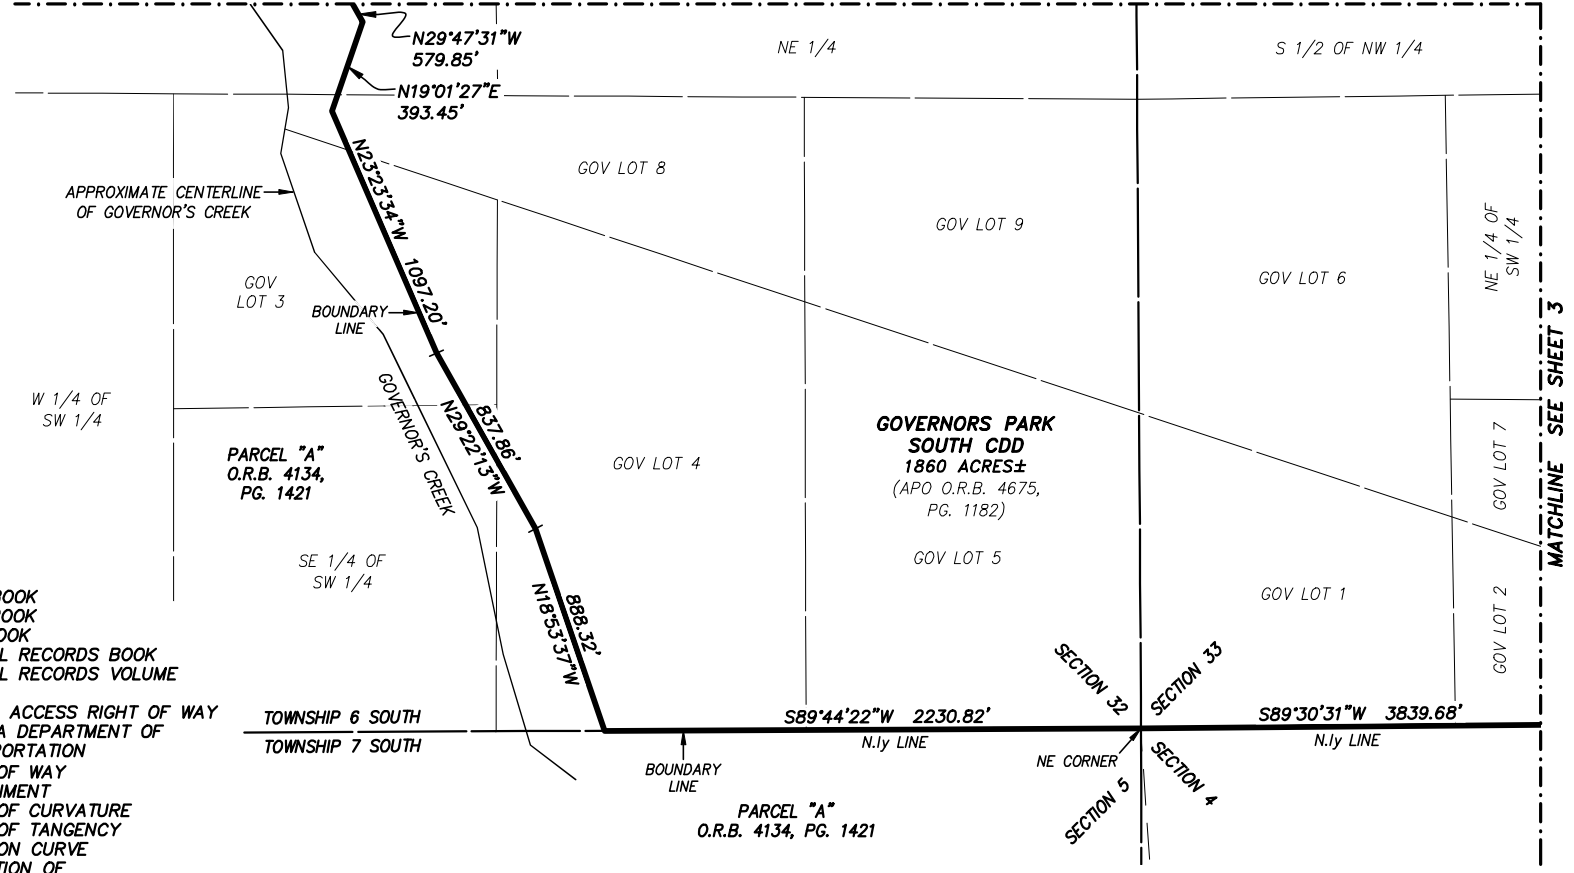 N29°47'31"W
579.85'
N19°01'27"E
393.45'
NE 1/4
S 1/2 OF NW 1/4
APPROXIMATE CENTERLINE
OF GOVERNOR'S CREEK
N23°23'34"W 1097.20'
GOV LOT 8
GOV LOT 9
GOV LOT 6
NE 1/4 OF
SW 1/4
GOV
LOT 3
BOUNDARY
LINE
W 1/4 OF
SW 1/4
GOVERNOR'S CREEK
837.86'
N29°22'13"W
PARCEL "A"
O.R.B. 4134,
PG. 1421
GOV LOT 4
GOVERNORS PARK
SOUTH CDD
1860 ACRES±
(APO O.R.B. 4675,
PG. 1182)
GOV LOT 7
MATCHLINE SEE SHEET 3
SE 1/4 OF
SW 1/4
GOV LOT 5
GOV LOT 1
GOV LOT 2
888.32'
N18°53'37"W
SECTION 32
SECTION 33
TOWNSHIP 6 SOUTH
TOWNSHIP 7 SOUTH
S89°44'22"W 2230.82'
N.ly LINE
S89°30'31"W 3839.68'
N.ly LINE
BOUNDARY
LINE
NE CORNER
SECTION 5
SECTION 4
PARCEL "A"
O.R.B. 4134, PG. 1421
OOK
OOK
OOK
L RECORDS BOOK
L RECORDS VOLUME
ACCESS RIGHT OF WAY
A DEPARTMENT OF
PORTATION
OF WAY
NMENT
OF CURVATURE
OF TANGENCY
ON CURVE
TION OF